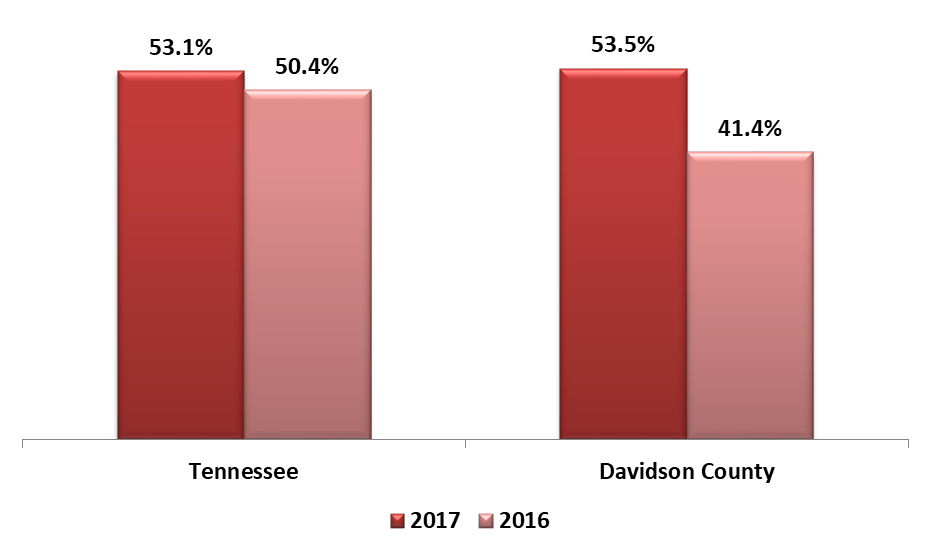 53.1%
50.4%
53.5%
41.4%
Tennessee
Davidson County
2017 2016